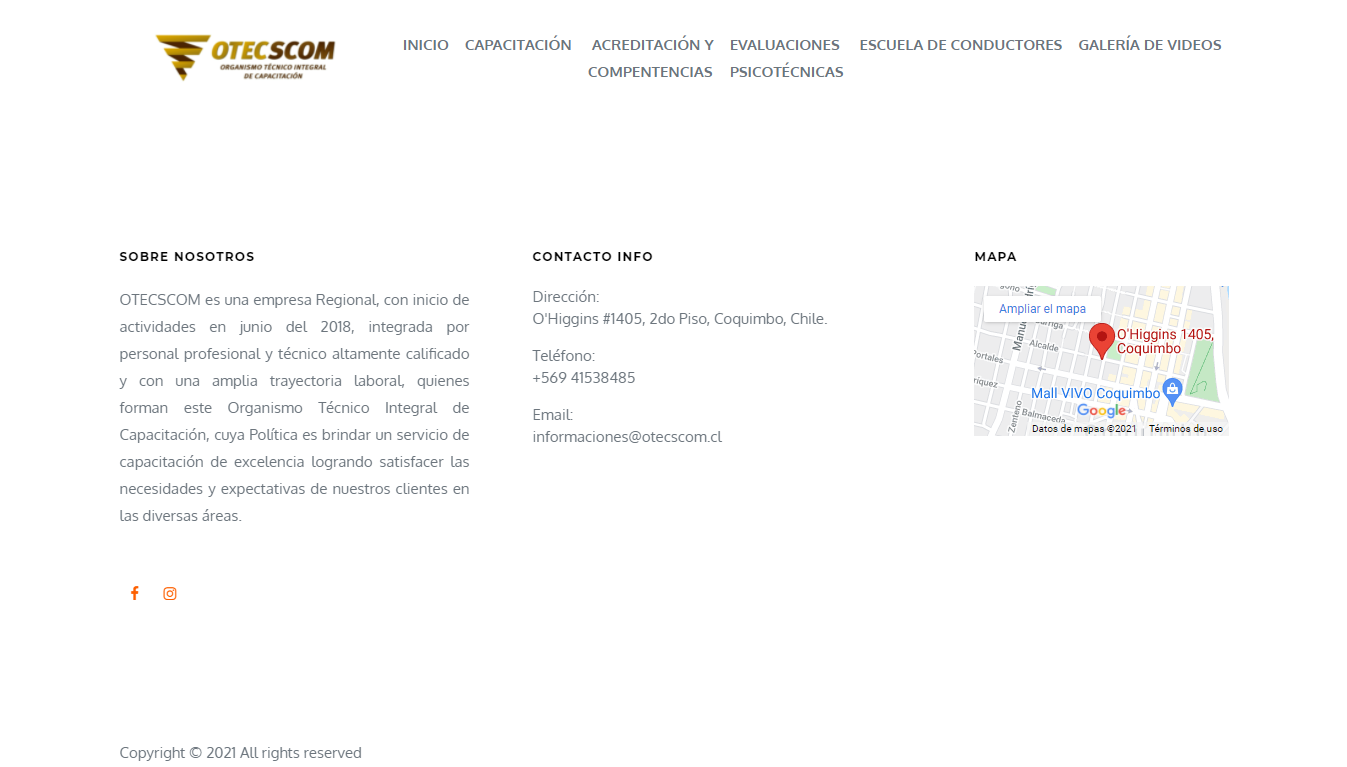 OTECSCOM
ORGANISMO TÉCNICO INTEGRAL
DE CAPACITACIÓN
INICIO CAPACITACIÓN ACREDITACIÓN Y COMPENTENCIAS EVALUACIONES PSICOTÉCNICAS ESCUELA DE CONDUCTORES GALERÍA DE VIDEOS
SOBRE NOSOTROS
OTECSCOM es una empresa Regional, con inicio de
actividades en junio del 2018, integrada por
personal profesional y técnico altamente calificado
y con una amplia trayectoria laboral, quienes
forman este Organismo Técnico Integral de
Capacitación, cuya Política es brindar un servicio de
capacitación de excelencia logrando satisfacer las
necesidades y expectativas de nuestros clientes en
las diversas áreas.
CONTACTO INFO
Dirección:
O'Higgins #1405, 2do Piso, Coquimbo, Chile.
Teléfono:
+569 41538485
Email:
informaciones@otecscom.cl
MAPA
Ampliar el mapa
O'Higgins 1405,
Coquimbo
Alcalde
Portales
Mall VIVO Coquimbo
Google
Zenteno
Balmaceda
Datos de mapas ©2021 Términos de uso
Copyright © 2021 All rights reserved